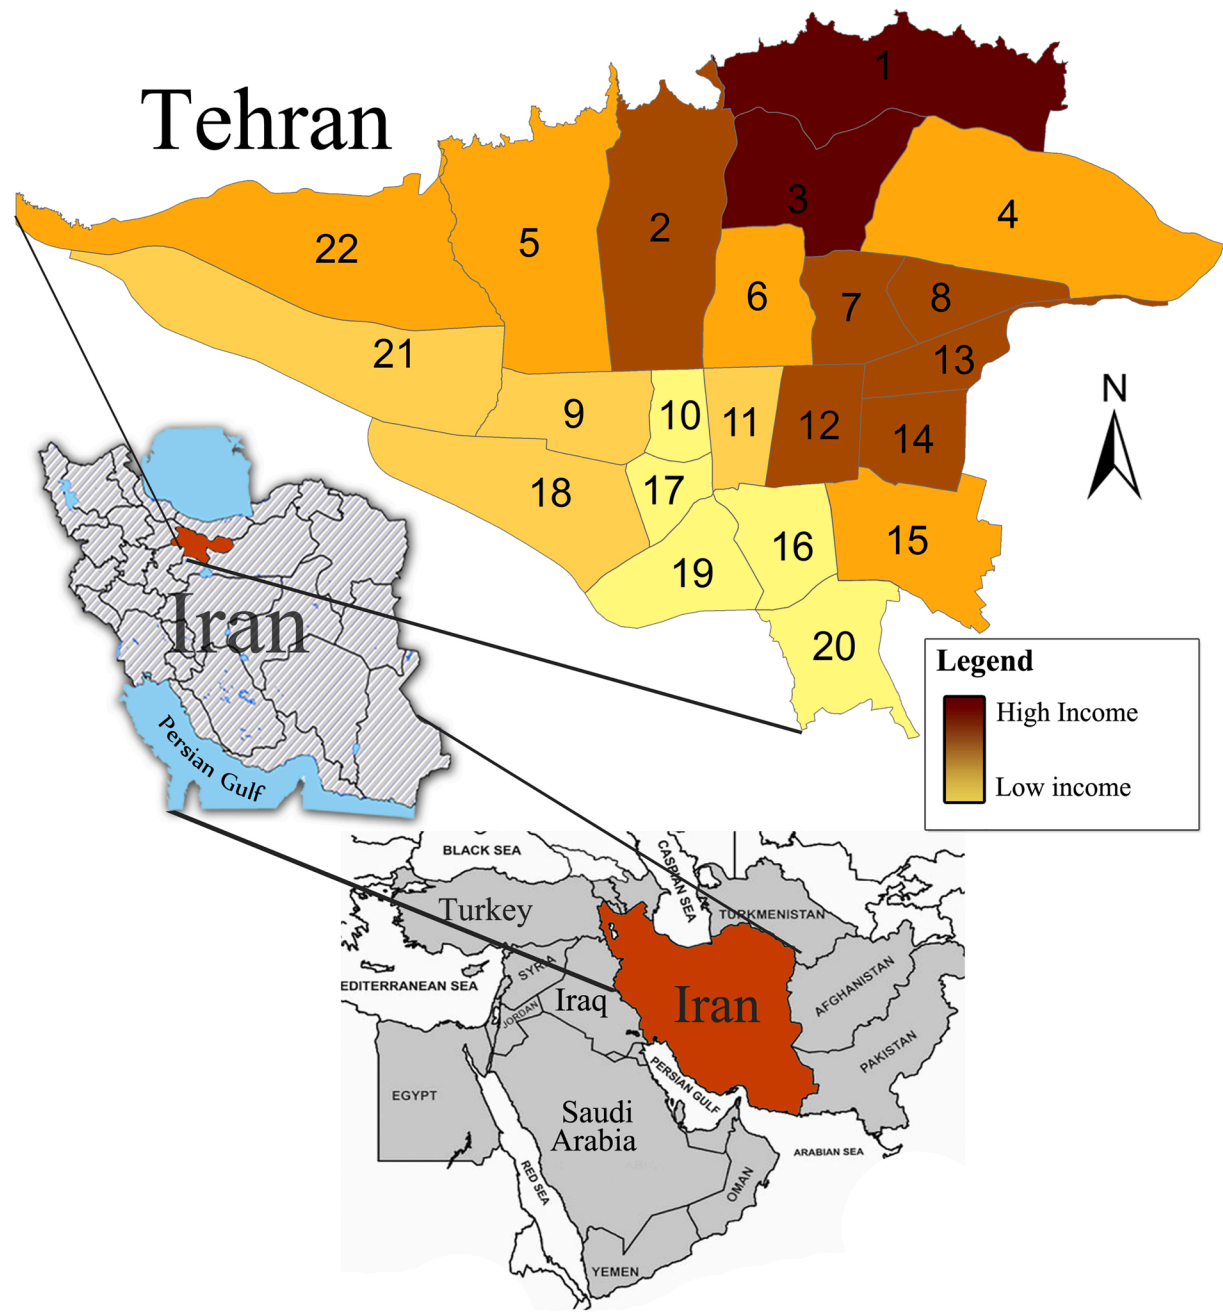 Tehran
1
3
4
2
5
22
6
7
8
21
13
9
10
11
12
14
17
18
15
16
19
20
N
Iran
Persian Gulf
Legend
High Income
Low income
BLACK SEA
CASPIAN SEA
Turkey
TURKMENISTAN
SYRIA
EDITERRANEAN SEA
Iraq
Iran
AFGHANISTAN
JORDAN
PAKISTAN
PERSIAN GULF
EGYPT
Saudi
Arabia
ARABIAN SEA
RED SEA
OMAN
YEMEN